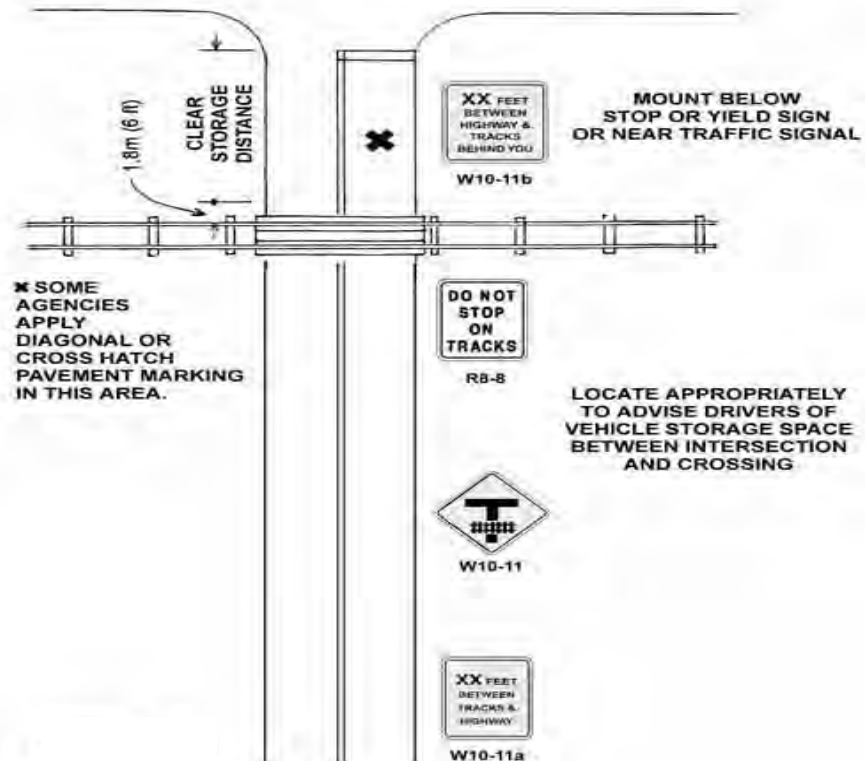 1.8m (6 ft)
CLEAR
STORAGE
DISTANCE
XX FEET
BETWEEN
HIGHWAY &
TRACKS
BEHIND YOU
W10-11b
MOUNT BELOW
STOP OR YIELD SIGN
OR NEAR TRAFFIC SIGNAL
✖ SOME
AGENCIES
APPLY
DIAGONAL OR
CROSS HATCH
PAVEMENT MARKING
IN THIS AREA.
DO NOT
STOP
ON
TRACKS
R8-8
LOCATE APPROPRIATELY
TO ADVISE DRIVERS OF
VEHICLE STORAGE SPACE
BETWEEN INTERSECTION
AND CROSSING
W10-11
XX FEET
BETWEEN
TRACKS &
HIGHWAY
W10-11a